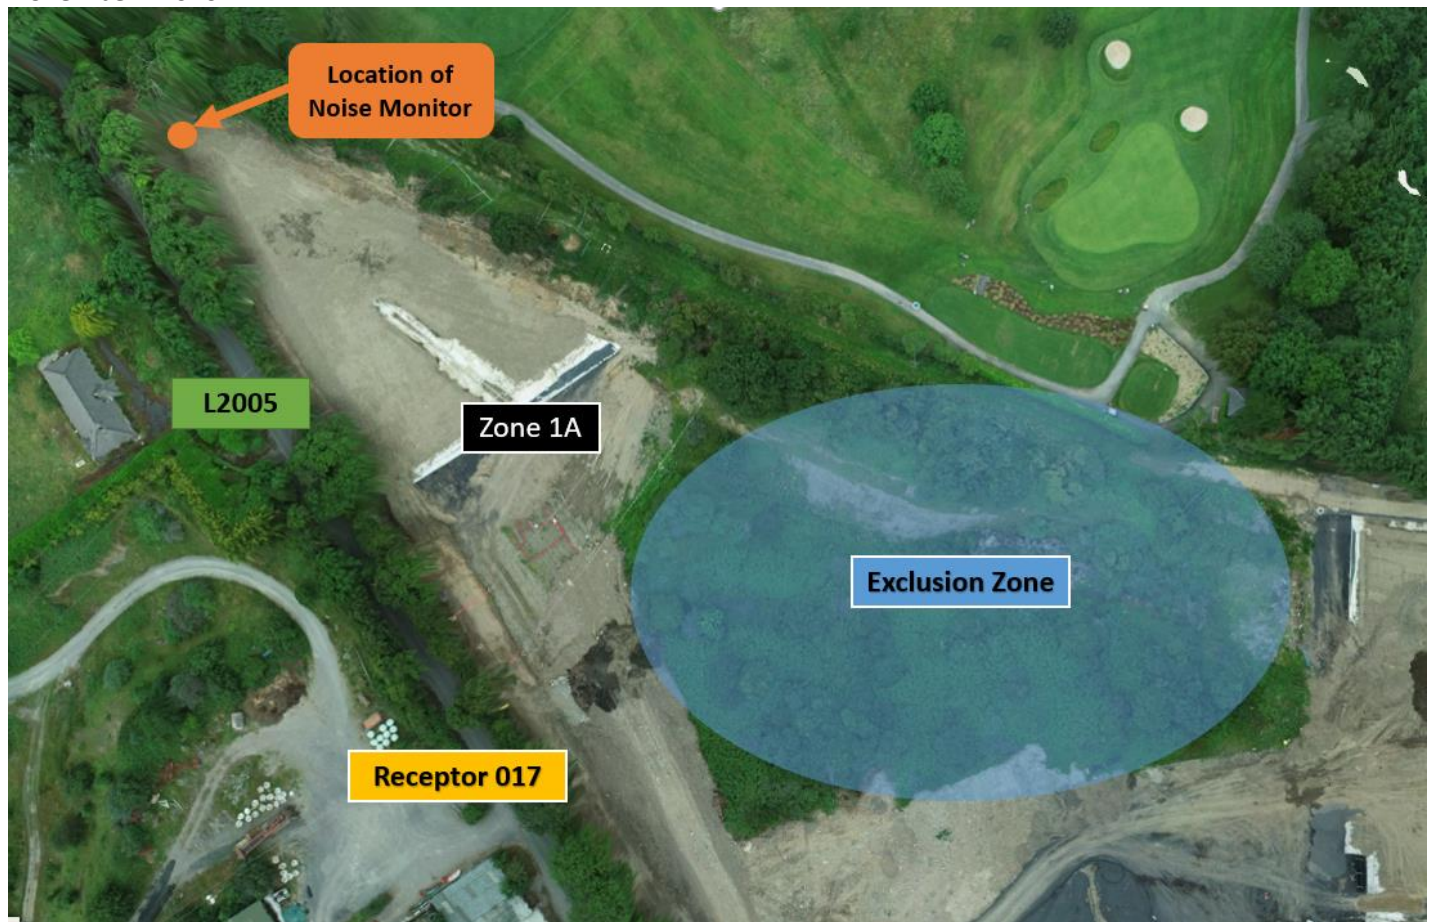 Location of
Noise Monitor
L2005
Zone 1A
Exclusion Zone
Receptor 017